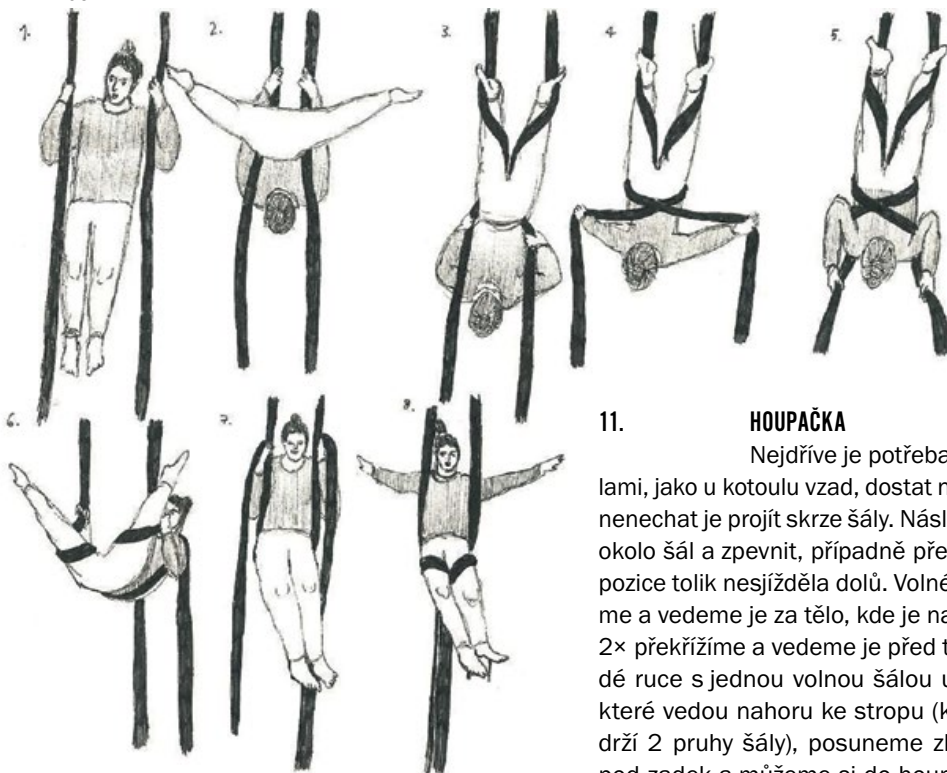 1.
2.
3.
4
5.
6.
7.
8.
11. HOUPAČKA
Nejdříve je potřeba
lami, jako u kotoulu vzad, dostat n
nenechat je projít skrze šály. Násl
okolo šál a zpevnit, případně pře
pozice tolik nesjížděla dolů. Volné
me a vedeme je za tělo, kde je na
2× překřížíme a vedeme je před t
dé ruce s jednou volnou šálou u
které vedou nahoru ke stropu (k
drží 2 pruhy šály), posuneme zl